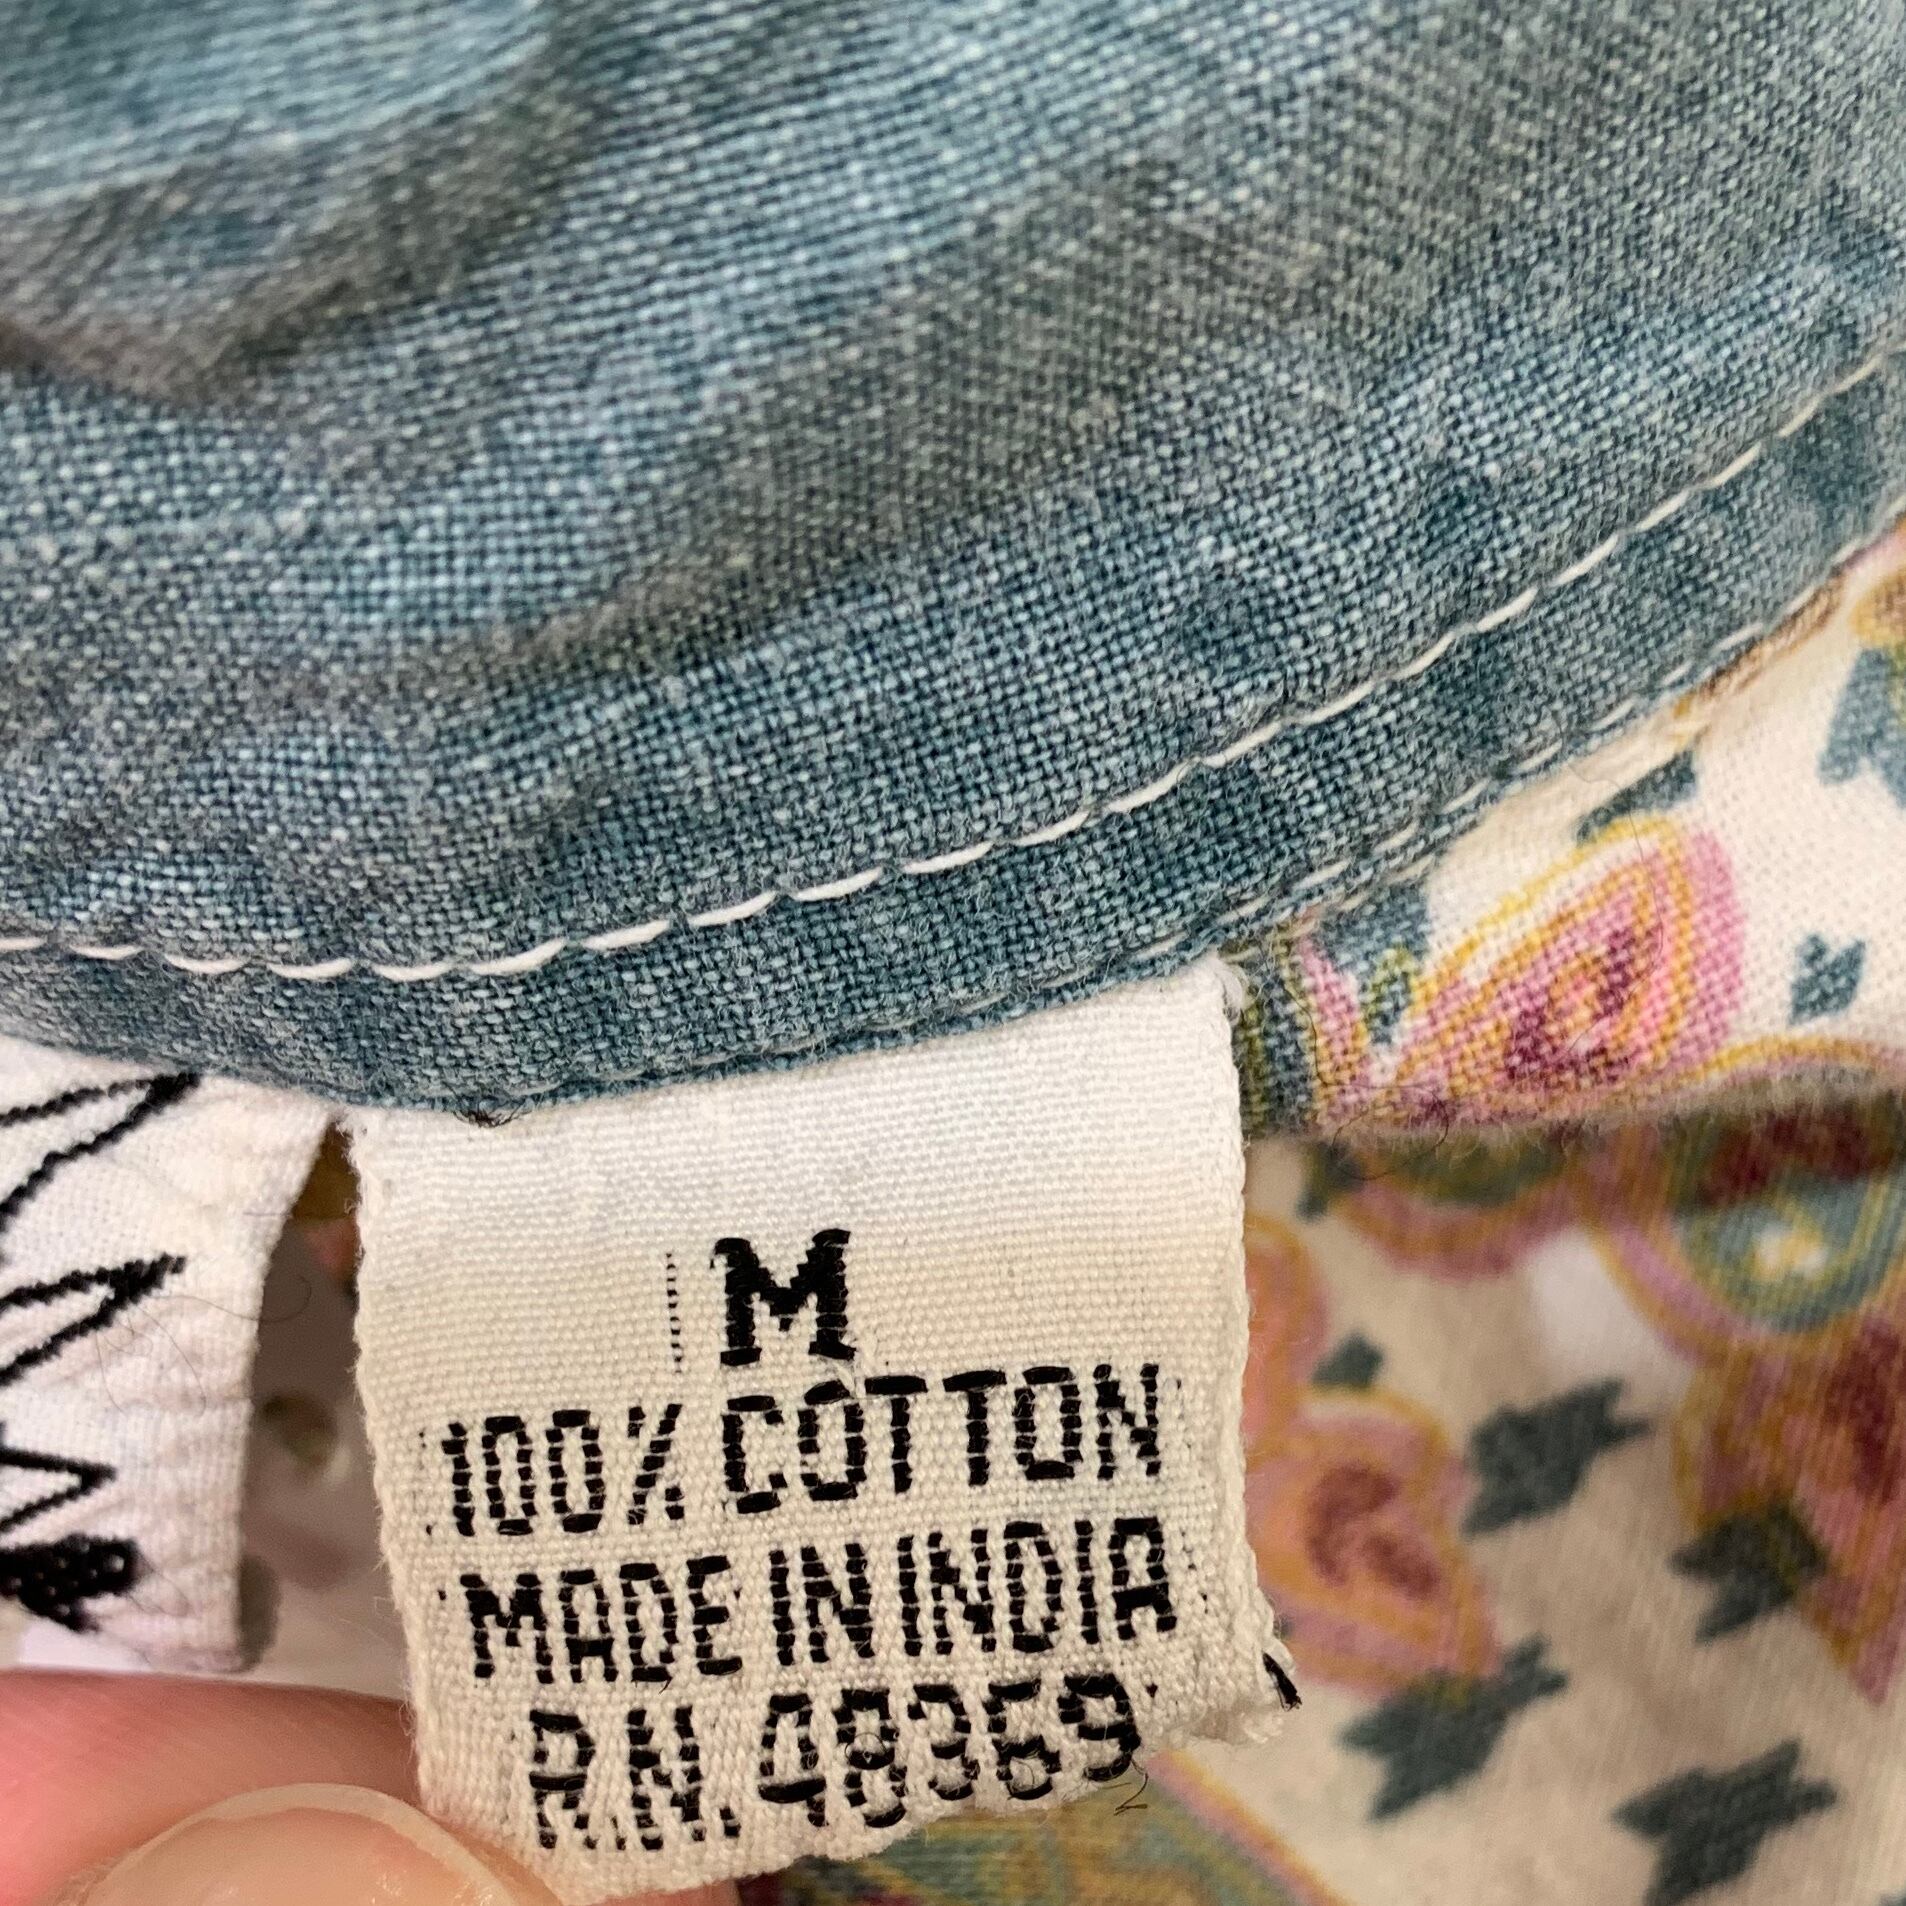 M
100% COTTON
MADE IN INDIA
R.N. 48369